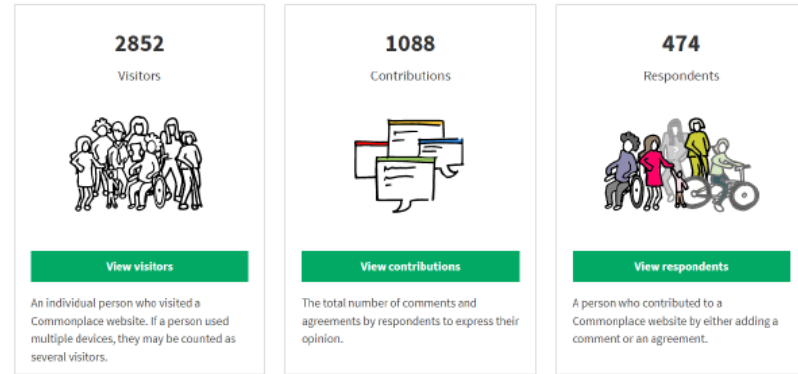 2852
Visitors
View visitors
An individual person who visited a
Commonplace website. If a person used
multiple devices, they may be counted as
several visitors.
1088
Contributions
View contributions
The total number of comments and
agreements by respondents to express their
opinion.
474
Respondents
View respondents
A person who contributed to a
Commonplace website by either adding a
comment or an agreement.